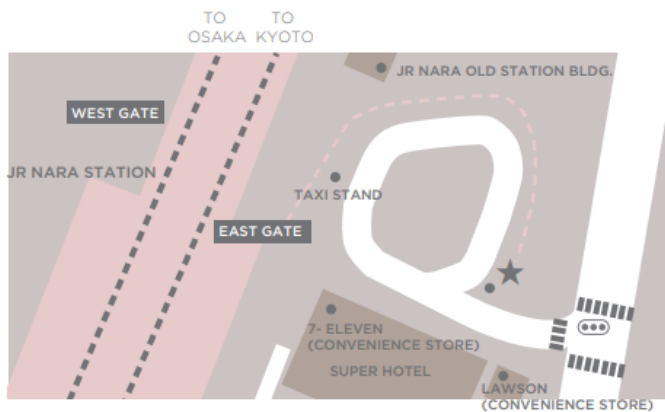 TO OSAKA
TO KYOTO
JR NARA OLD STATION BLDG.
WEST GATE
JR NARA STATION
TAXI STAND
EAST GATE
7- ELEVEN
(CONVENIENCE STORE)
SUPER HOTEL
LAWSON
(CONVENIENCE STORE)